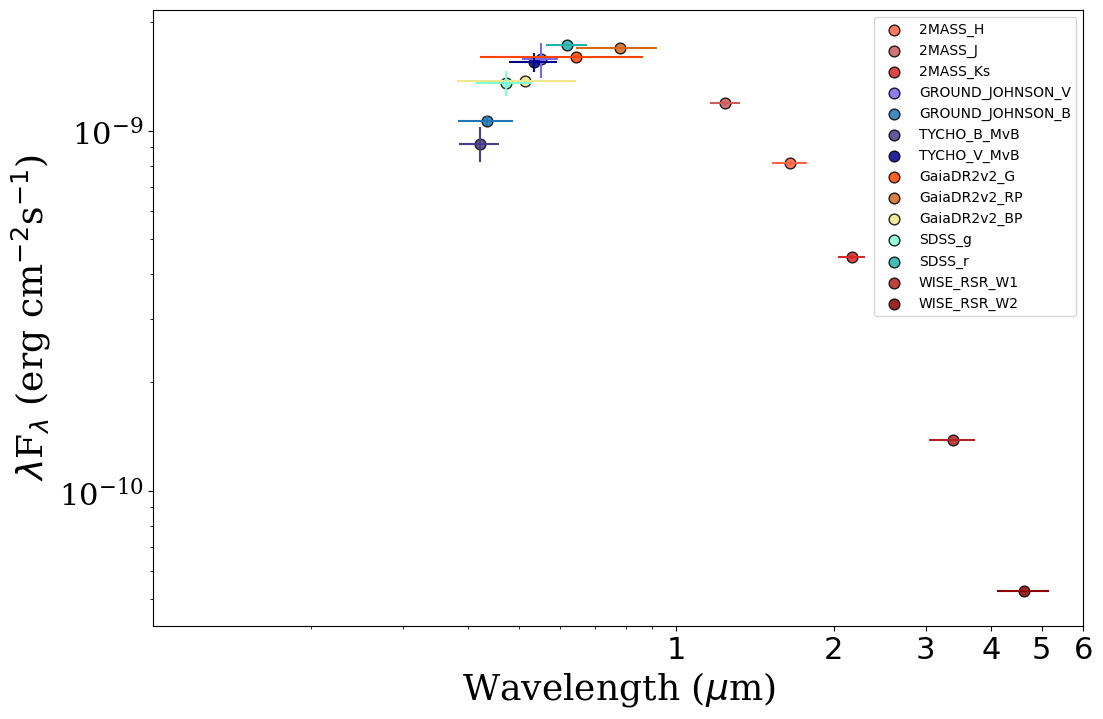 2MASS_H
2MASS_J
2MASS_Ks
GROUND_JOHNSON_V
GROUND_JOHNSON_B
TYCHO_B_MvB
TYCHO_V_MvB
GaiaDR2v2_G
GaiaDR2v2_RP
GaiaDR2v2_BP
SDSS_g
SDSS_r
WISE_RSR_W1
WISE_RSR_W2
10⁻⁹
10⁻¹⁰
λF_λ (erg cm⁻²s⁻¹)
1 2 3 4 5 6
Wavelength (μm)